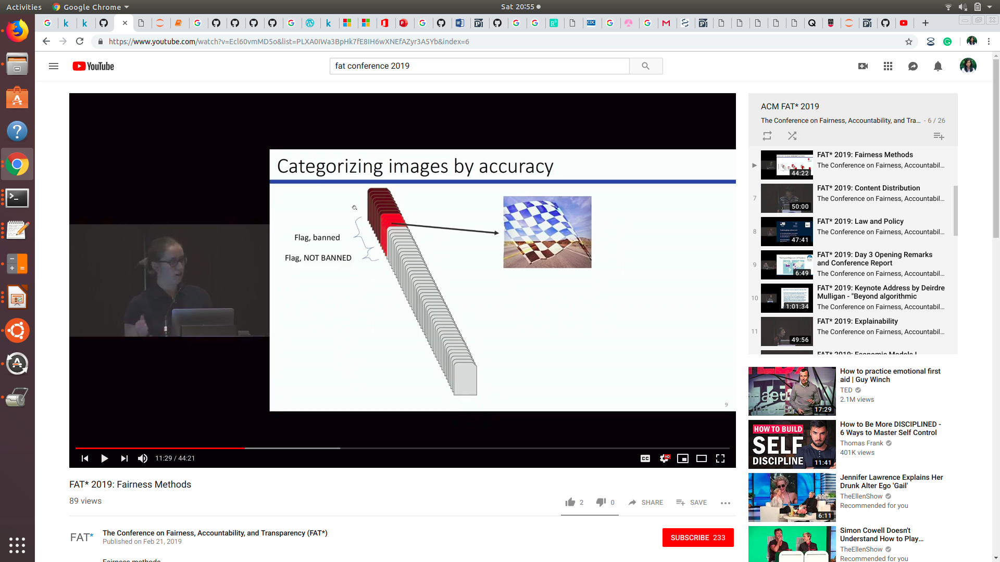 Activities
Google Chrome
Sat 20:55
https://www.youtube.com/watch?v=Ecl60vmMD5o&list=PLXA0IWa3BpHk7fE8IH6wXNEfAZyr3A5Yb&index=6
YouTube
fat conference 2019
Categorizing images by accuracy
Flag, banned
Flag, NOT BANNED
9
11:29 / 44:21
CC
HD
FAT* 2019: Fairness Methods
89 views
2
0
SHARE
SAVE
FAT*
The Conference on Fairness, Accountability, and Transparency (FAT*)
Published on Feb 21, 2019
SUBSCRIBE 233
Fairness methods
ACM FAT* 2019
The Conference on Fairness, Accountability, and Tra... - 6 / 26
FAT* 2019: Fairness Methods
The Conference on Fairness, Accountabil...
44:22
7
FAT* 2019: Content Distribution
The Conference on Fairness, Accountabil...
50:00
8
FAT* 2019: Law and Policy
The Conference on Fairness, Accountabil...
47:41
9
FAT* 2019: Day 3 Opening Remarks
and Conference Report
The Conference on Fairness, Accountabil...
6:49
10
FAT* 2019: Keynote Address by Deirdre
Mulligan - "Beyond algorithmic
The Conference on Fairness, Accountabil...
1:01:34
11
FAT* 2019: Explainability
The Conference on Fairness, Accountabil...
49:56
FAT* 2019: Economic Models I
How to practice emotional first
aid | Guy Winch
TED
2.1M views
17:29
HOW TO BUILD
SELF
DISCIPLINE
11:41
How to Be More DISCIPLINED -
6 Ways to Master Self Control
Thomas Frank
401K views
Jennifer Lawrence Explains Her
Drunk Alter Ego 'Gail'
TheEllenShow
Recommended for you
6:11
Simon Cowell Doesn't
Understand How to Play...
TheEllenShow
Recommended for you